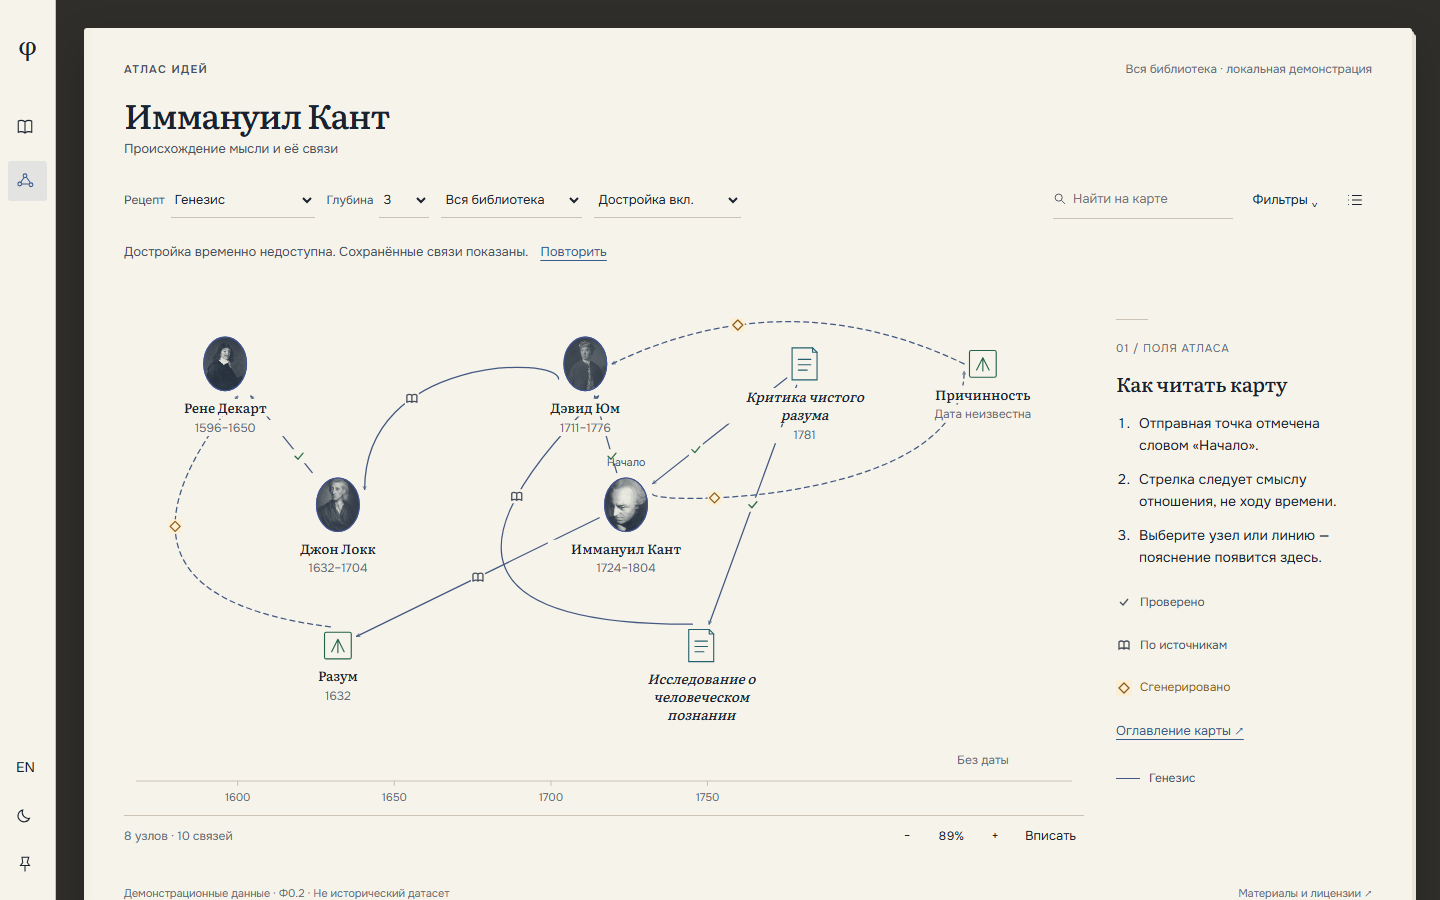 φ
АТЛАС ИДЕЙ
Вся библиотека · локальная демонстрация
Иммануил Кант
Происхождение мысли и её связи
Рецепт Генезис Глубина 3 Вся библиотека Достройка вкл. Найти на карте Фильтры
Достройка временно недоступна. Сохранённые связи показаны. Повторить
Рене Декарт
1596–1650
Дэвид Юм
1711–1776
Критика чистого
разума
1781
Причинность
Дата неизвестна
Начало
Джон Локк
1632–1704
Иммануил Кант
1724–1804
Разум
1632
Исследование о
человеческом
познании
Без даты
1600 1650 1700 1750
8 узлов · 10 связей
− 89% + Вписать
01 / ПОЛЯ АТЛАСА
Как читать карту
1. Отправная точка отмечена
словом «Начало».
2. Стрелка следует смыслу
отношения, не ходу времени.
3. Выберите узел или линию —
пояснение появится здесь.
Проверено
По источникам
Сгенерировано
Оглавление карты ↗
Генезис
EN
Демонстрационные данные · Ф0.2 · Не исторический датасет
Материалы и лицензии ↗